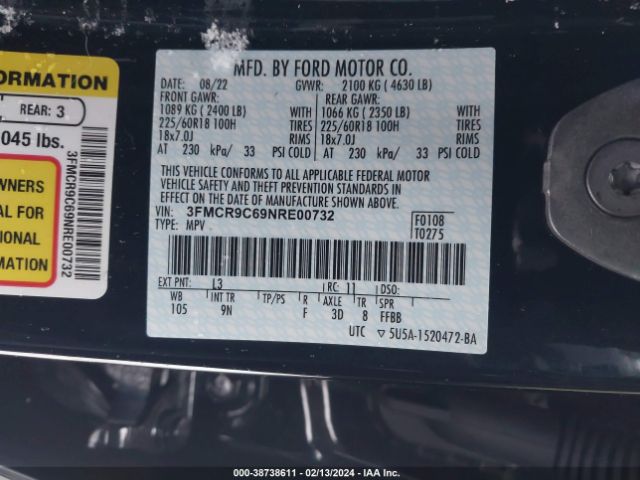 ORMATION
REAR: 3
045 lbs.
WNERS
AL FOR
TIONAL
RMATION
3FMCR9C69NRE00732
MFD. BY FORD MOTOR CO.
DATE: 08/22 GVWR: 2100 KG ( 4630 LB)
FRONT GAWR: REAR GAWR:
1089 KG ( 2400 LB) WITH 1066 KG ( 2350 LB) WITH
225/60R18 100H TIRES 225/60R18 100H TIRES
18x7.0J RIMS 18x7.0J RIMS
AT 230 kPa/ 33 PSI COLD AT 230 kPa/ 33 PSI COLD
THIS VEHICLE CONFORMS TO ALL APPLICABLE FEDERAL MOTOR
VEHICLE SAFETY AND THEFT PREVENTION STANDARDS IN
EFFECT ON THE DATE OF MANUFACTURE SHOWN ABOVE.
VIN: 3FMCR9C69NRE00732 F0108
TYPE: MPV T0275
EXT PNT: L3 RC: 11 DSO:
WB INT TR TP/PS R AXLE TR SPR
105 9N F 3D 8 FFBB
UTC ▽ 5U5A-1520472-BA
000-38738611 - 02/13/2024 - IAA Inc.